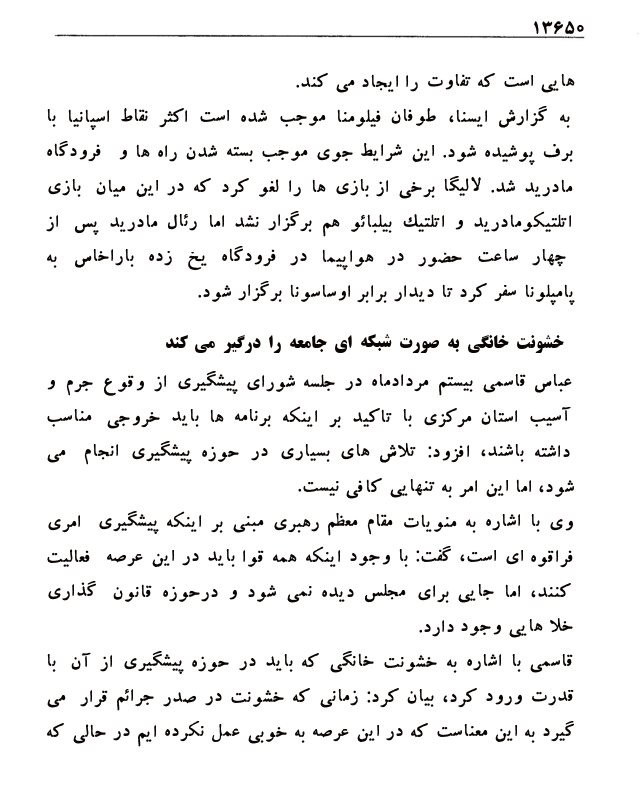 ۱۳۶۵۰
هایی است که تفاوت را ایجاد می کند.
به گزارش ایسنا، طوفان فیلومنا موجب شده است اکثر نقاط اسپانیا با
برف پوشیده شود. این شرایط جوی موجب بسته شدن راه ها و فرودگاه
مادرید شد. لالیگا برخی از بازی ها را لغو کرد که در این میان بازی
اتلتیکومادرید و اتلتیك بیلبائو هم برگزار نشد اما رئال مادرید پس از
چهار ساعت حضور در هواپیما در فرودگاه یخ زده باراخاس به
پامپلونا سفر کرد تا دیدار برابر اوساسونا برگزار شود.
خشونت خانگی به صورت شبکه ای جامعه را درگیر می کند
عباس قاسمی بیستم مردادماه در جلسه شورای پیشگیری از وقوع جرم و
آسیب استان مرکزی با تاکید بر اینکه برنامه ها باید خروجی مناسب
داشته باشند، افزود: تلاش های بسیاری در حوزه پیشگیری انجام می
شود، اما این امر به تنهایی کافی نیست.
وی با اشاره به منویات مقام معظم رهبری مبنی بر اینکه پیشگیری امری
فراقوه ای است، گفت: با وجود اینکه همه قوا باید در این عرصه فعالیت
کنند، اما جایی برای مجلس دیده نمی شود و درحوزه قانون گذاری
خلا هایی وجود دارد.
قاسمی با اشاره به خشونت خانگی که باید در حوزه پیشگیری از آن با
قدرت ورود کرد، بیان کرد: زمانی که خشونت در صدر جرائم قرار می
گیرد به این معناست که در این عرصه به خوبی عمل نکرده ایم در حالی که